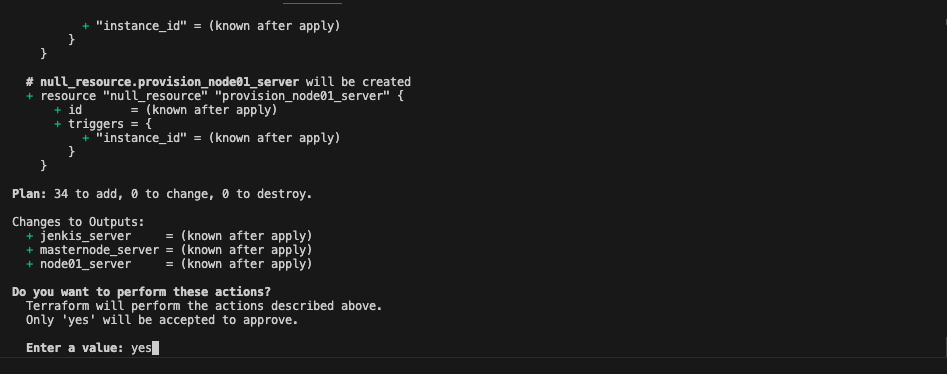 + "instance_id" = (known after apply)
}
}
# null_resource.provision_node01_server will be created
+ resource "null_resource" "provision_node01_server" {
+ id       = (known after apply)
+ triggers = {
+ "instance_id" = (known after apply)
}
}
Plan: 34 to add, 0 to change, 0 to destroy.
Changes to Outputs:
+ jenkis_server     = (known after apply)
+ masternode_server = (known after apply)
+ node01_server     = (known after apply)
Do you want to perform these actions?
Terraform will perform the actions described above.
Only 'yes' will be accepted to approve.
Enter a value: yes